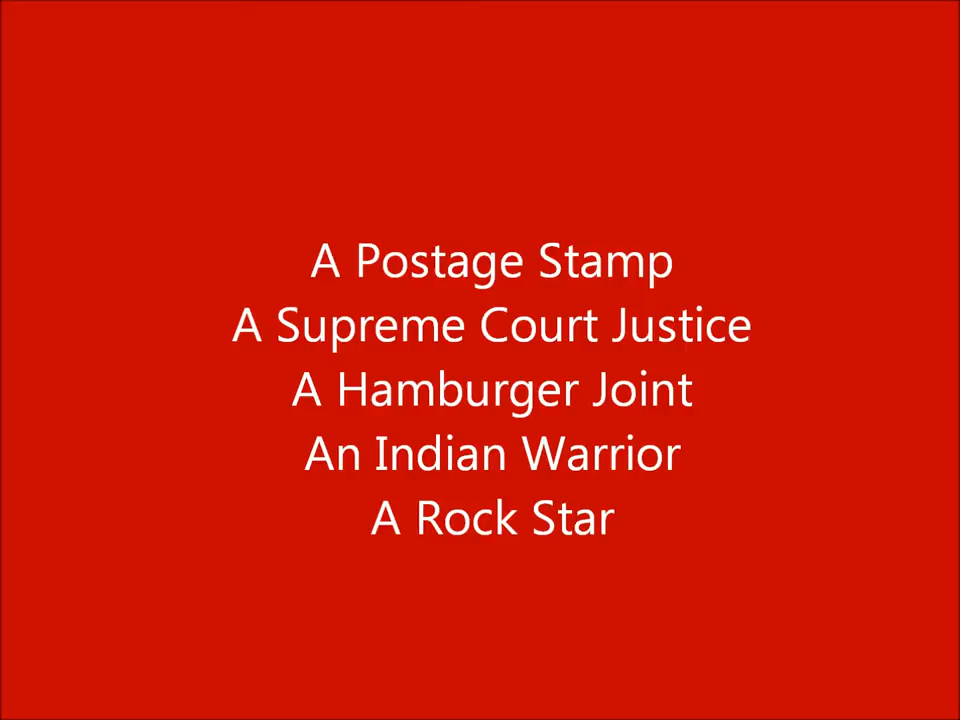 A Postage Stamp
A Supreme Court Justice
A Hamburger Joint
An Indian Warrior
A Rock Star